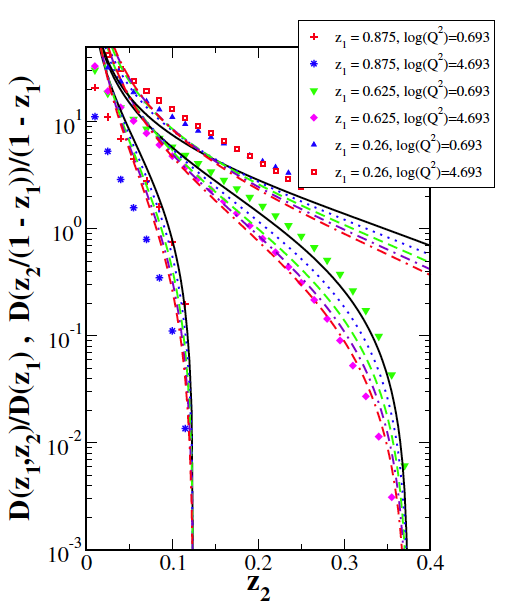 z1 = 0.875, log(Q2)=0.693
z1 = 0.875, log(Q2)=4.693
z1 = 0.625, log(Q2)=0.693
z1 = 0.625, log(Q2)=4.693
z1 = 0.26, log(Q2)=0.693
z1 = 0.26, log(Q2)=4.693
D(z1,z2)/D(z1) , D(z2/(1 - z1))/(1 - z1)
10^1
10^0
10^-1
10^-2
10^-3
0 0.1 0.2 0.3 0.4
z2